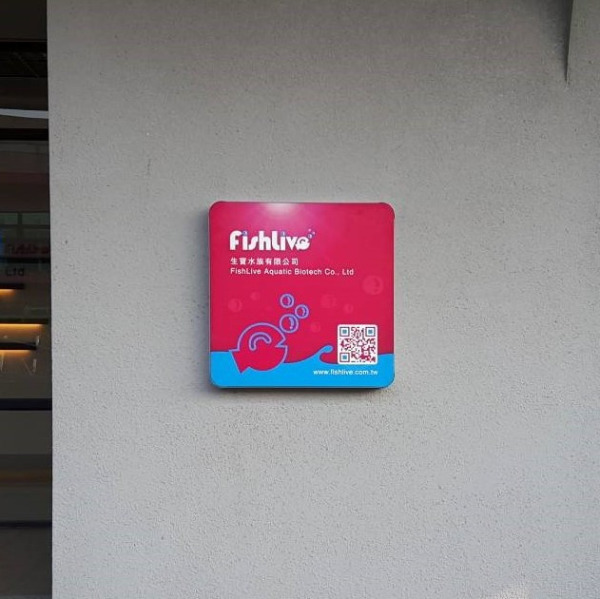 FishLive
生寶水族有限公司
FishLive Aquatic Biotech Co., Ltd
www.fishlive.com.tw